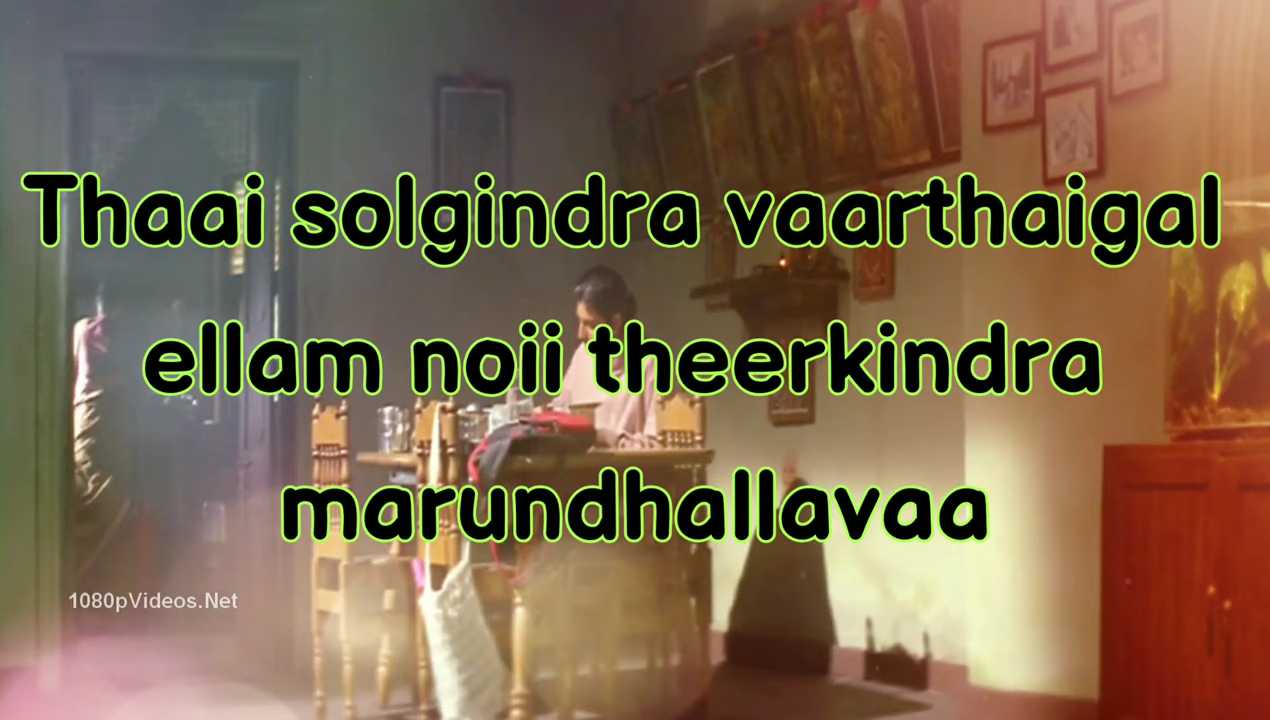 Thaai solgindra vaarthaigal
ellam noii theerkindra
marundhallavaa
1080pVideos.Net